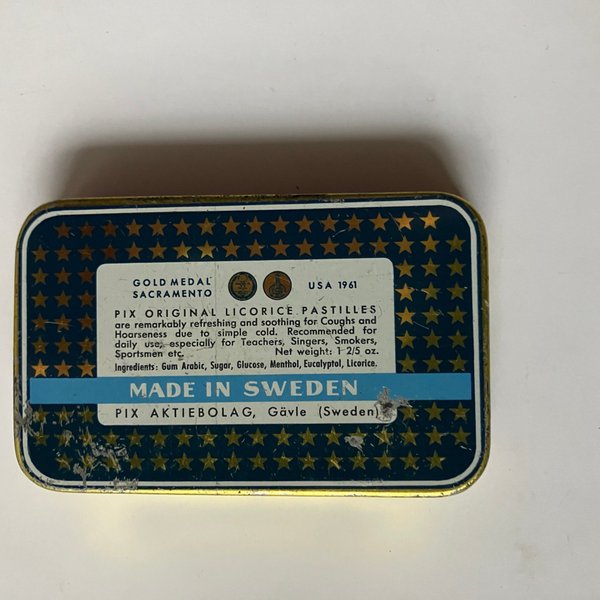 GOLD MEDAL USA 1961
SACRAMENTO
PIX ORIGINAL LICORICE PASTILLES
are remarkably refreshing and soothing for Coughs and
Hoarseness due to simple cold. Recommended for
daily use, especially for Teachers, Singers, Smokers,
Sportsmen etc. Net weight: 1 2/5 oz.
Ingredients: Gum Arabic, Sugar, Glucose, Menthol, Eucalyptol, Licorice.
MADE IN SWEDEN
PIX AKTIEBOLAG, Gävle (Sweden)